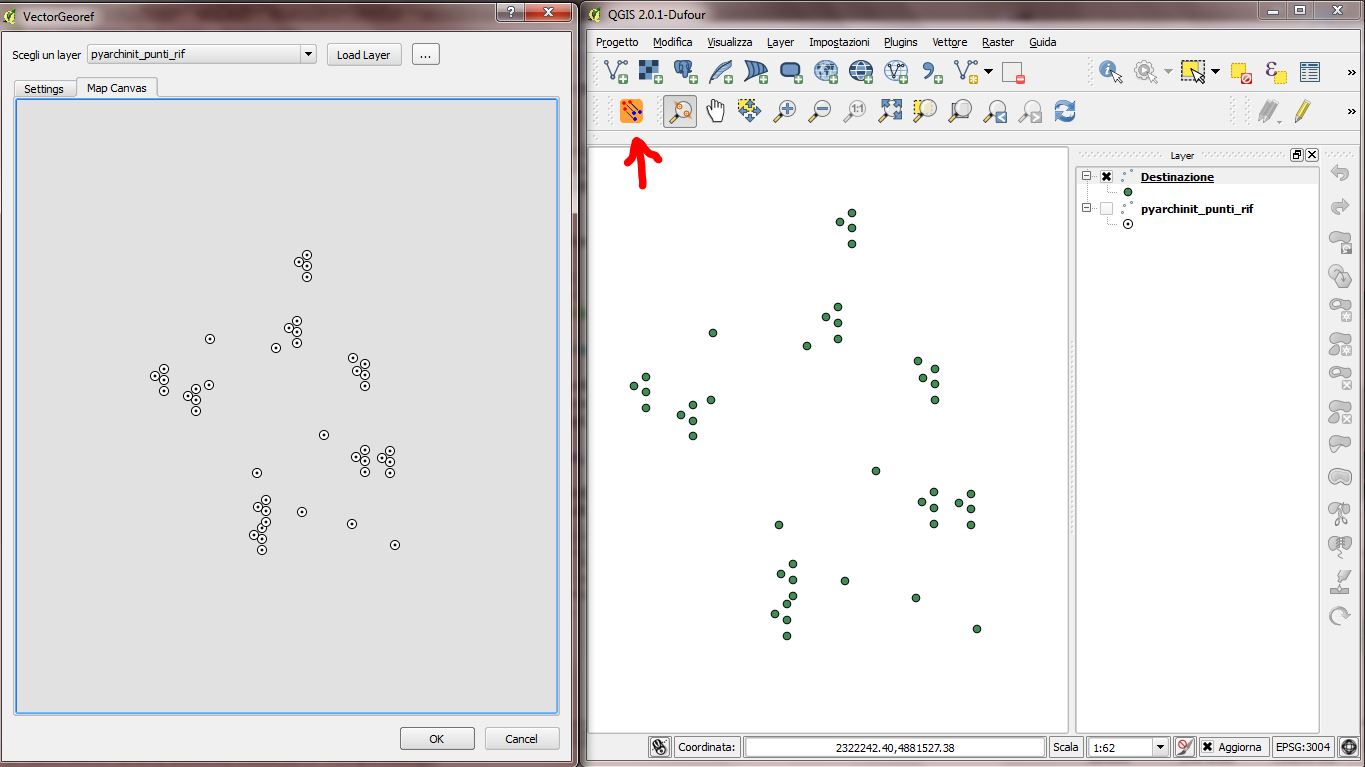 VectorGeoref
?
Scegli un layer pyarchinit_punti_rif Load Layer ...
Settings Map Canvas
OK Cancel
QGIS 2.0.1-Dufour
Progetto Modifica Visualizza Layer Impostazioni Plugins Vettore Raster Guida
»
1:1 »
Layer
Destinazione
pyarchinit_punti_rif
Coordinata: 2322242.40,4881527.38 Scala 1:62 Aggiorna EPSG:3004